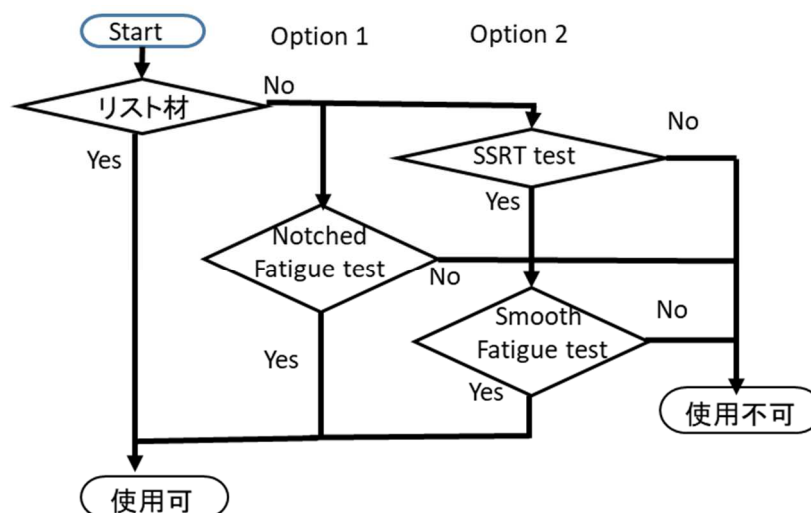 Start
Option 1
Option 2
リスト材
No
Yes
SSRT test
No
Yes
Notched
Fatigue test
No
Yes
Smooth
Fatigue test
No
Yes
使用不可
使用可